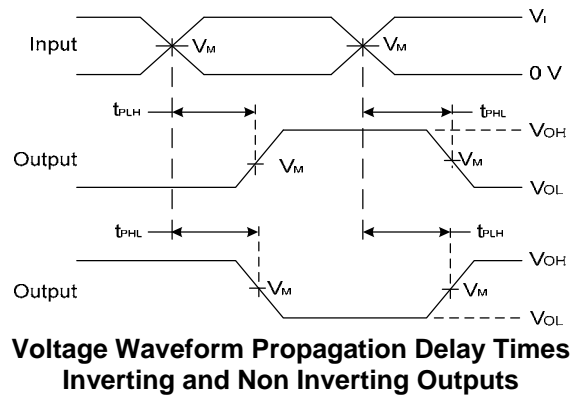 VI
Input
VM
VM
0 V
tPLH
tPHL
VOH
Output
VM
VM
VOL
tPHL
tPLH
VOH
Output
VM
VM
VOL
Voltage Waveform Propagation Delay Times
Inverting and Non Inverting Outputs